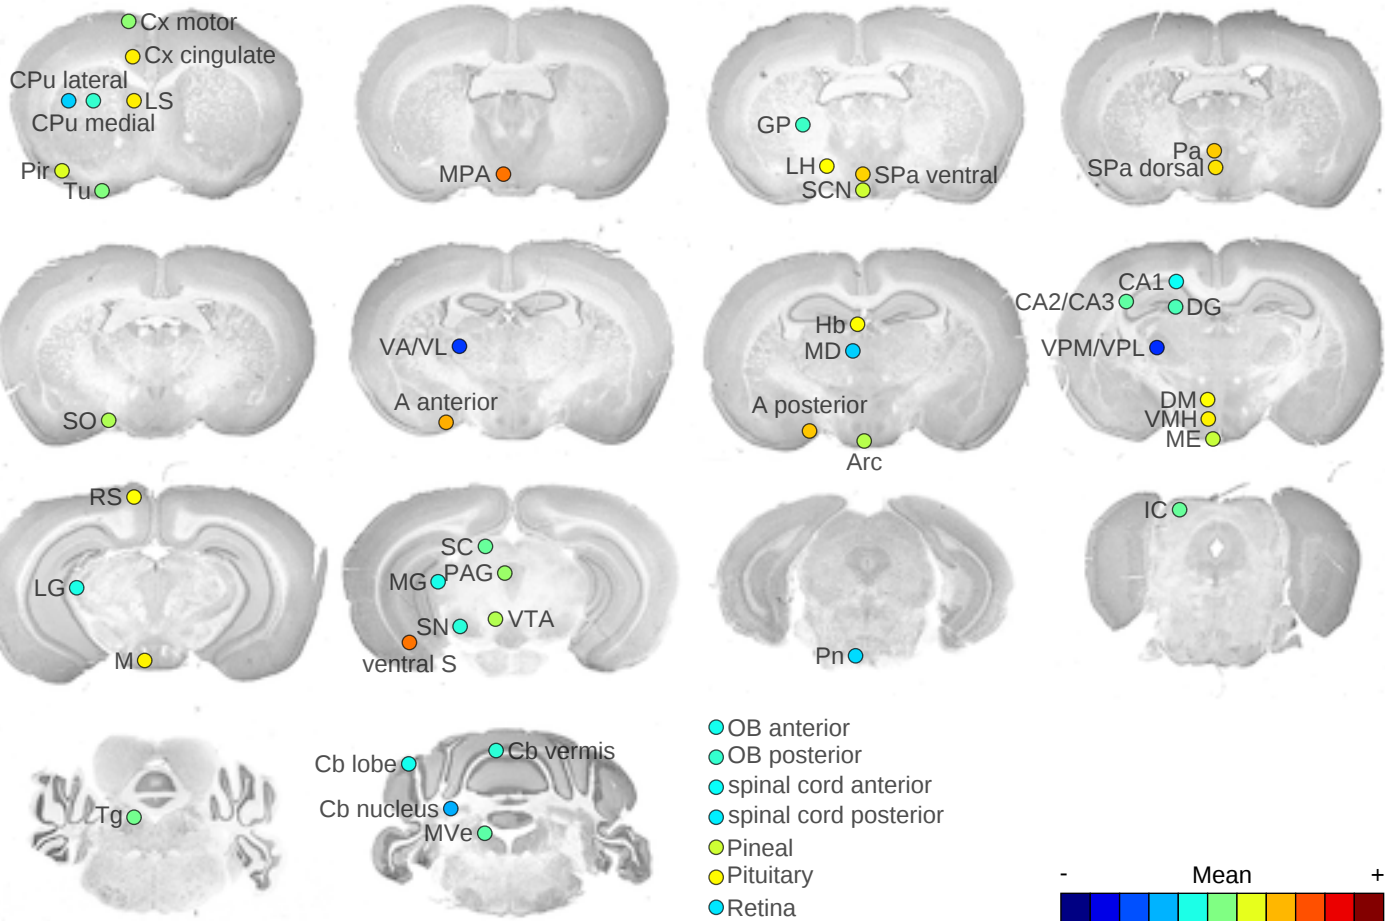 Cx motor
Cx cingulate
CPu lateral
LS
CPu medial
Pir
Tu
MPA
GP
LH
SPa ventral
SCN
Pa
SPa dorsal
SO
VA/VL
A anterior
Hb
MD
A posterior
Arc
CA1
CA2/CA3
DG
VPM/VPL
DM
VMH
ME
RS
LG
M
SC
MG
PAG
SN
VTA
ventral S
Pn
IC
Tg
Cb lobe
Cb vermis
Cb nucleus
MVe
OB anterior
OB posterior
spinal cord anterior
spinal cord posterior
Pineal
Pituitary
Retina
- Mean +